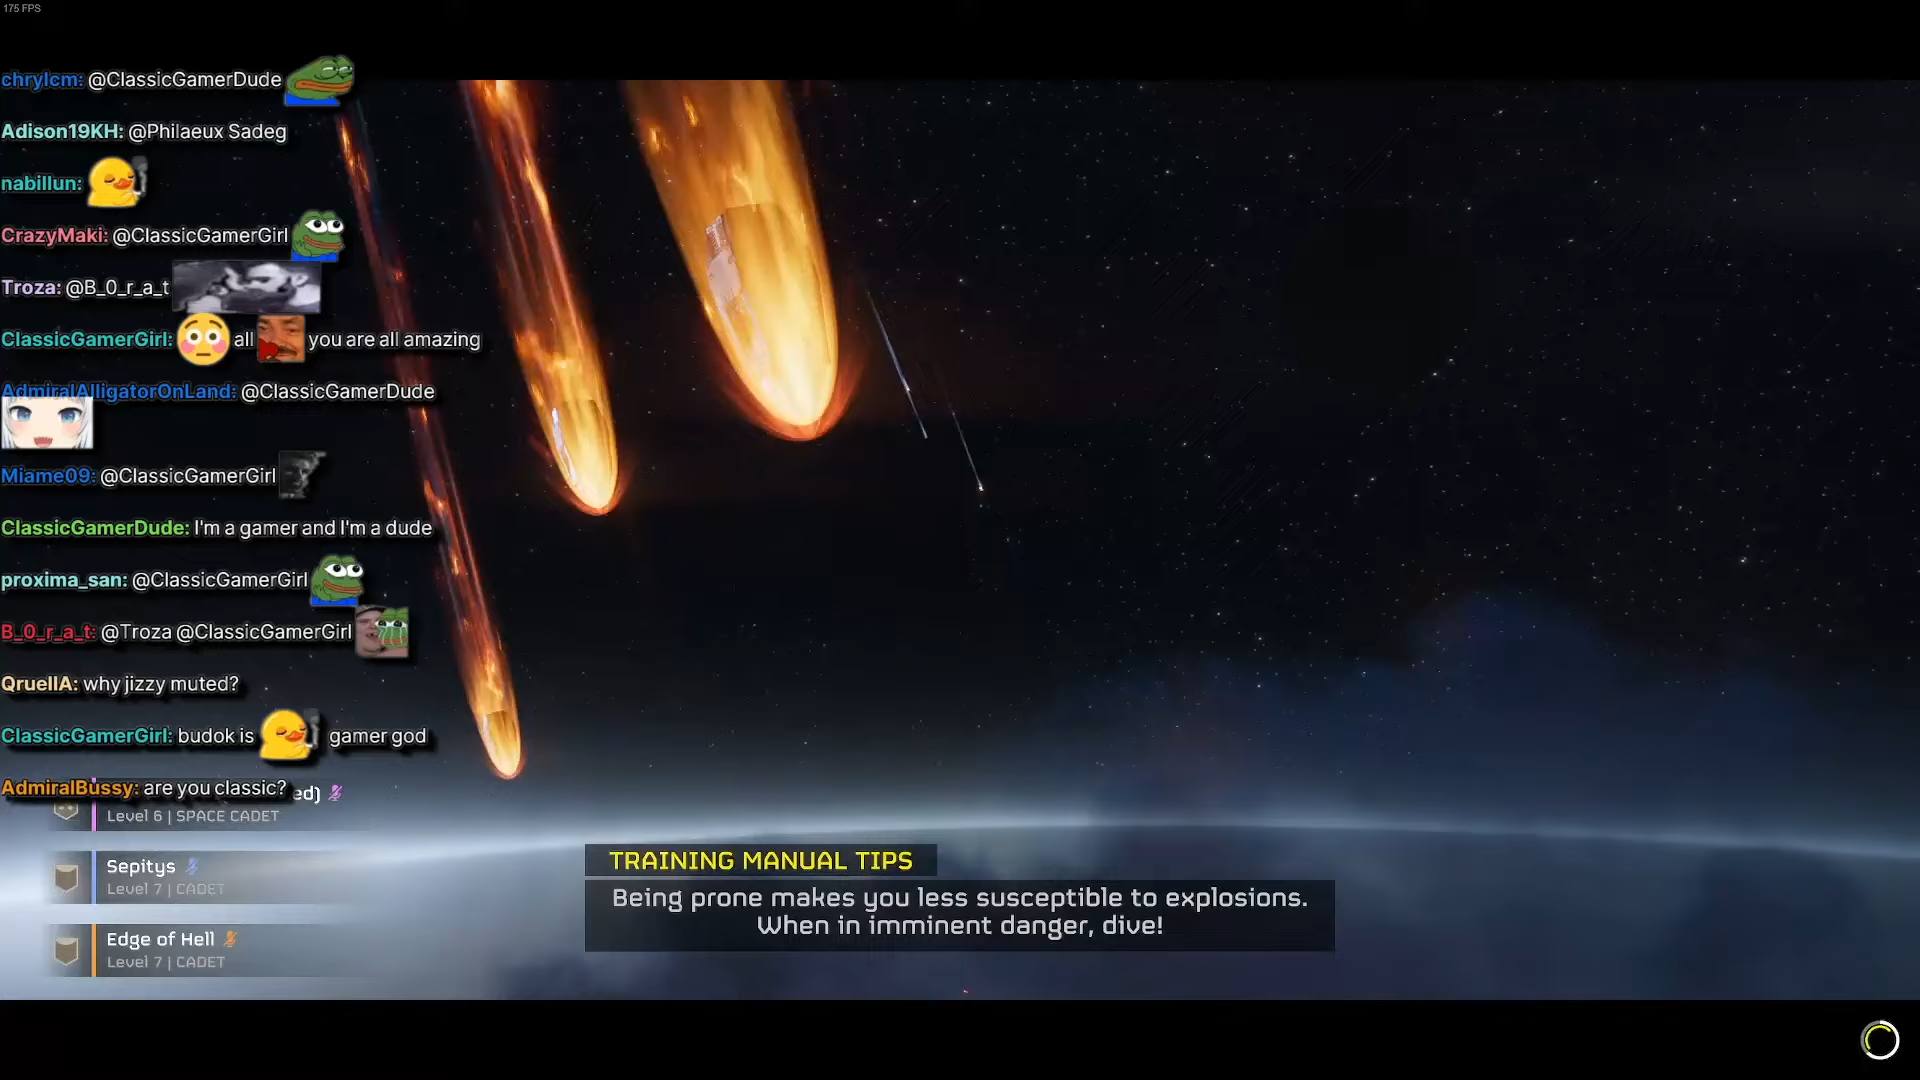 175 FPS
chrylcm: @ClassicGamerDude
Adison19KH: @Philaeux Sadeg
nabillun:
CrazyMaki: @ClassicGamerGirl
Troza: @B_0_r_a_t
ClassicGamerGirl: all you are all amazing
AdmiralAlligatorOnLand: @ClassicGamerDude
Miame09: @ClassicGamerGirl
ClassicGamerDude: I'm a gamer and I'm a dude
proxima_san: @ClassicGamerGirl
B_0_r_a_t: @Troza @ClassicGamerGirl
QruellA: why jizzy muted?
ClassicGamerGirl: budok is gamer god
AdmiralBussy: are you classic?
ed)
Level 6 | SPACE CADET
Sepitys
Level 7 | CADET
Edge of Hell
Level 7 | CADET
TRAINING MANUAL TIPS
Being prone makes you less susceptible to explosions.
When in imminent danger, dive!